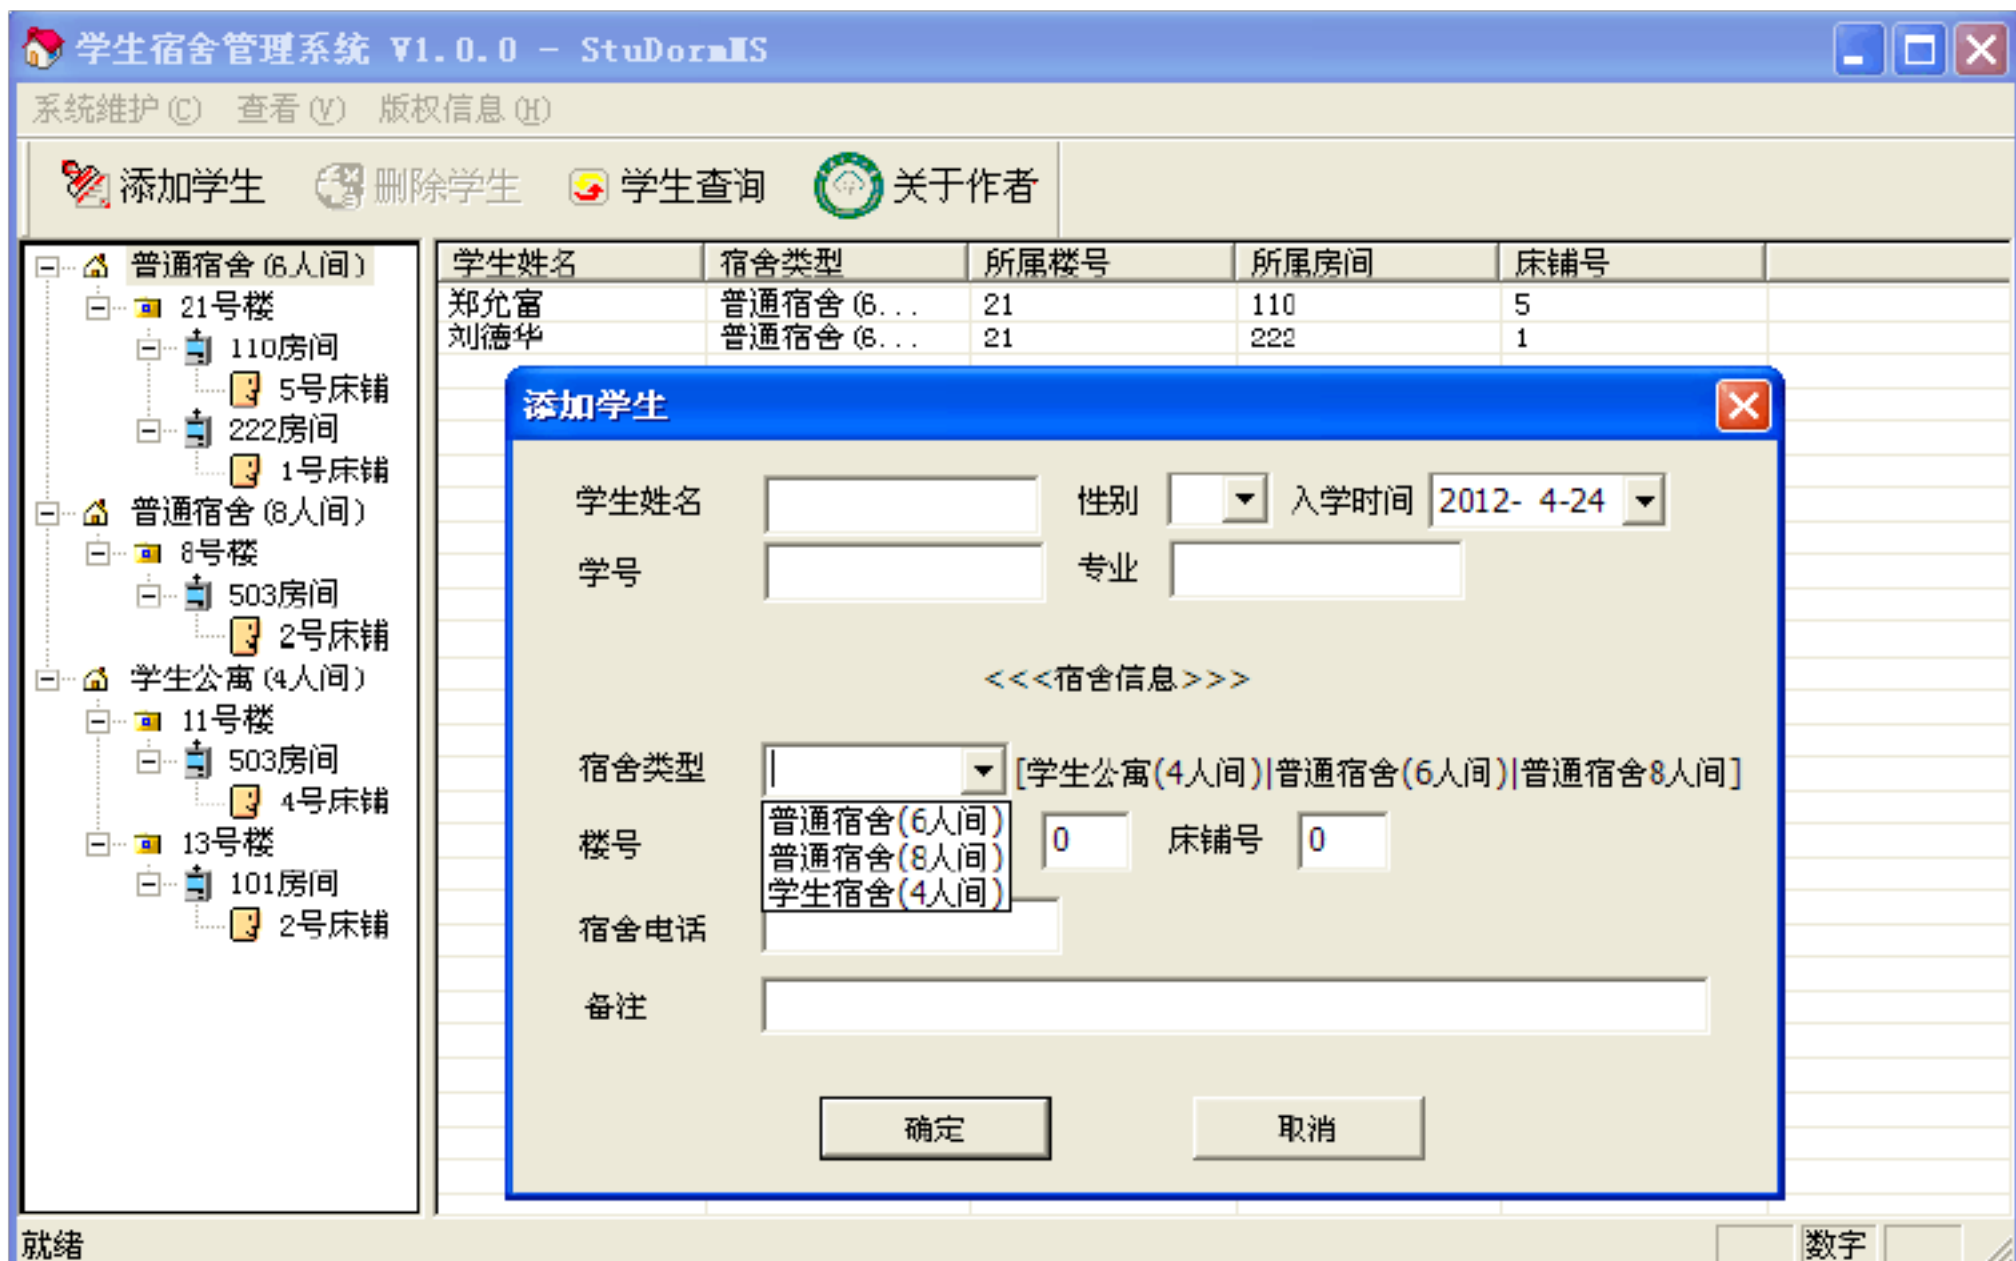 学生宿舍管理系统 V1.0.0 - StuDormMS
系统维护(C) 查看(V) 版权信息(H)
添加学生 删除学生 学生查询 关于作者
普通宿舍(6人间)
21号楼
110房间
5号床铺
222房间
1号床铺
普通宿舍(8人间)
8号楼
503房间
2号床铺
学生公寓(4人间)
11号楼
503房间
4号床铺
13号楼
101房间
2号床铺
学生姓名 宿舍类型 所属楼号 所属房间 床铺号
郑允富 普通宿舍(6... 21 110 5
刘德华 普通宿舍(6... 21 222 1
添加学生
学生姓名 性别 入学时间 2012- 4-24
学号 专业
<<<宿舍信息>>>
宿舍类型 [学生公寓(4人间)|普通宿舍(6人间)|普通宿舍8人间]
普通宿舍(6人间)
普通宿舍(8人间)
学生宿舍(4人间)
楼号 0 床铺号 0
宿舍电话
备注
确定 取消
就绪 数字